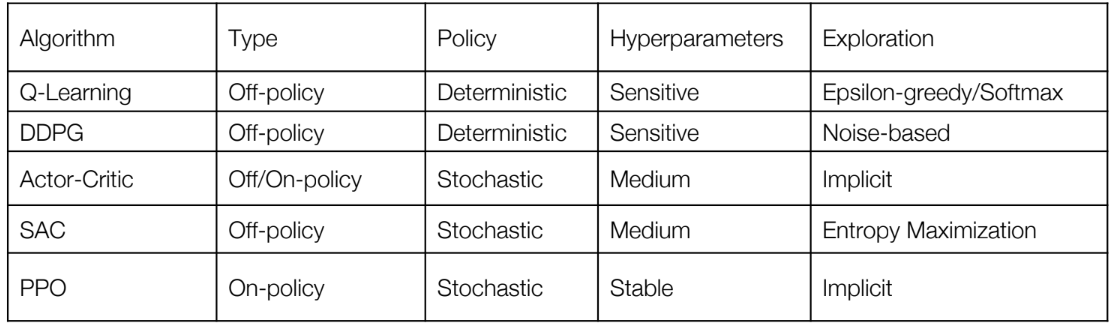 Algorithm Type Policy Hyperparameters Exploration
Q-Learning Off-policy Deterministic Sensitive Epsilon-greedy/Softmax
DDPG Off-policy Deterministic Sensitive Noise-based
Actor-Critic Off/On-policy Stochastic Medium Implicit
SAC Off-policy Stochastic Medium Entropy Maximization
PPO On-policy Stochastic Stable Implicit